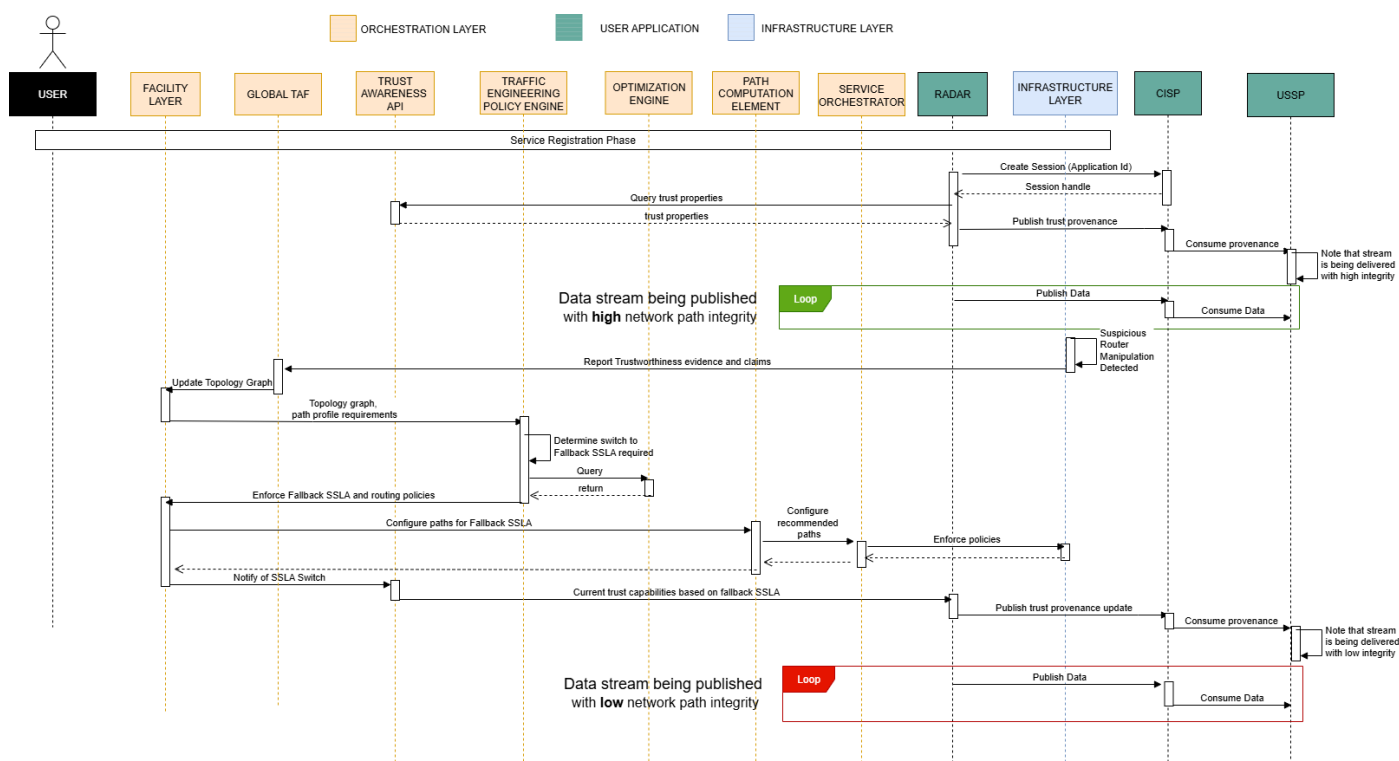 ORCHESTRATION LAYER
USER APPLICATION
INFRASTRUCTURE LAYER
USER
FACILITY
LAYER
GLOBAL TAF
TRUST
AWARENESS
API
TRAFFIC
ENGINEERING
POLICY ENGINE
OPTIMIZATION
ENGINE
PATH
COMPUTATION
ELEMENT
SERVICE
ORCHESTRATOR
RADAR
INFRASTRUCTURE
LAYER
CISP
USSP
Service Registration Phase
Create Session (Application Id)
Session handle
Query trust properties
trust properties
Publish trust provenance
Consume provenance
Note that stream
is being delivered
with high integrity
Data stream being published
with high network path integrity
Loop
Publish Data
Consume Data
Suspicious
Router
Manipulation
Detected
Report Trustworthiness evidence and claims
Update Topology Graph
Topology graph,
path profile requirements
Determine switch to
Fallback SSLA required
Query
return
Enforce Fallback SSLA and routing policies
Configure paths for Fallback SSLA
Configure
recommended
paths
Enforce policies
Notify of SSLA Switch
Current trust capabilities based on fallback SSLA
Publish trust provenance update
Consume provenance
Note that stream
is being delivered
with low integrity
Data stream being published
with low network path integrity
Loop
Publish Data
Consume Data